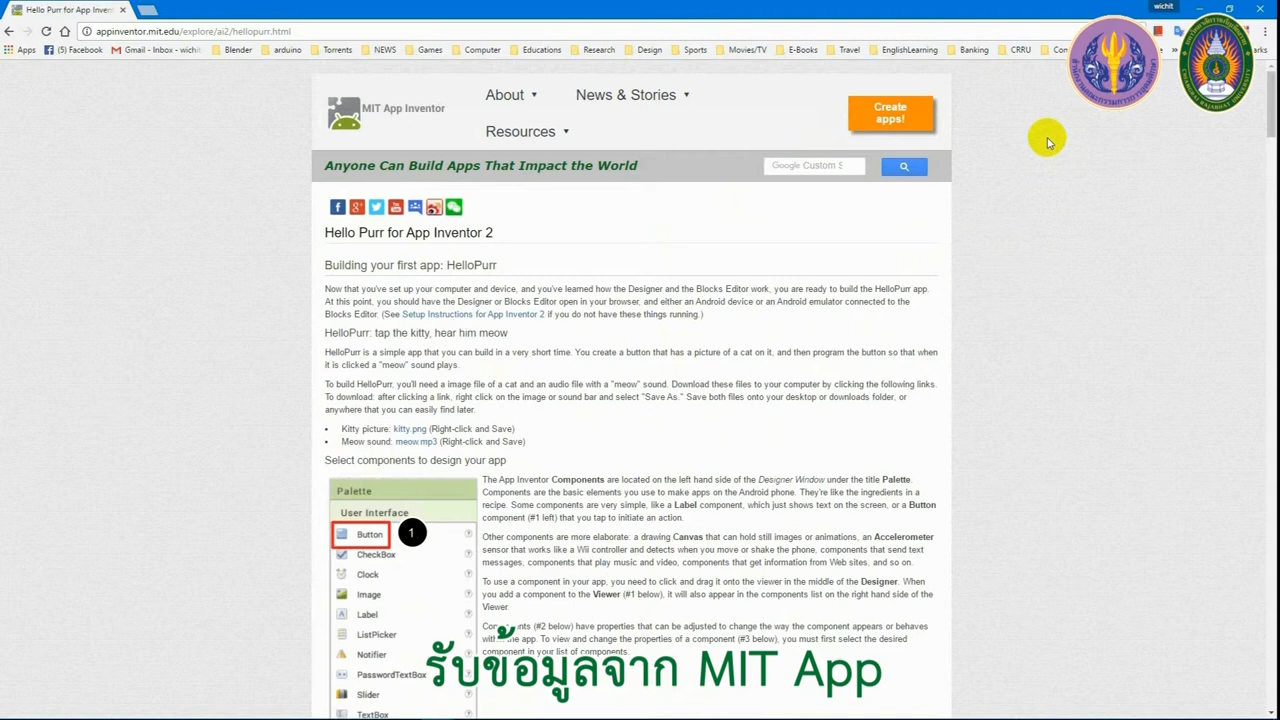 Hello Purr for App Inven
wichit
appinventor.mit.edu/explore/ai2/hellopurr.html
Apps (5) Facebook Gmail - Inbox - wichit Blender arduino Torrents NEWS Games Computer Educations Research Design Sports Movies/TV E-Books Travel EnglishLearning Banking CRRU
MIT App Inventor
About
News & Stories
Create apps!
Resources
Anyone Can Build Apps That Impact the World
Google Custom S
Hello Purr for App Inventor 2
Building your first app: HelloPurr
Now that you've set up your computer and device, and you've learned how the Designer and the Blocks Editor work, you are ready to build the HelloPurr app.
At this point, you should have the Designer or Blocks Editor open in your browser, and either an Android device or an Android emulator connected to the
Blocks Editor. (See Setup Instructions for App Inventor 2 if you do not have these things running.)
HelloPurr: tap the kitty, hear him meow
HelloPurr is a simple app that you can build in a very short time. You create a button that has a picture of a cat on it, and then program the button so that when
it is clicked a "meow" sound plays.
To build HelloPurr, you'll need a image file of a cat and an audio file with a "meow" sound. Download these files to your computer by clicking the following links.
To download: after clicking a link, right click on the image or sound bar and select "Save As." Save both files onto your desktop or downloads folder, or
anywhere that you can easily find later.
• Kitty picture: kitty.png (Right-click and Save)
• Meow sound: meow.mp3 (Right-click and Save)
Select components to design your app
Palette
User Interface
Button 1
CheckBox
Clock
Image
Label
ListPicker
Notifier
PasswordTextBox
Slider
TextBox
The App Inventor Components are located on the left hand side of the Designer Window under the title Palette.
Components are the basic elements you use to make apps on the Android phone. They're like the ingredients in a
recipe. Some components are very simple, like a Label component, which just shows text on the screen, or a Button
component (#1 left) that you tap to initiate an action.
Other components are more elaborate: a drawing Canvas that can hold still images or animations, an Accelerometer
sensor that works like a Wii controller and detects when you move or shake the phone, components that send text
messages, components that play music and video, components that get information from Web sites, and so on.
To use a component in your app, you need to click and drag it onto the viewer in the middle of the Designer. When
you add a component to the Viewer (#1 below), it will also appear in the components list on the right hand side of the
Viewer.
(#2 below) have properties that can be adjusted to change the way the component appears or behaves
app. To view and change the properties of a component (#3 below), you must first select the desired
component in your list of components.
รับข้อมูลจาก MIT App